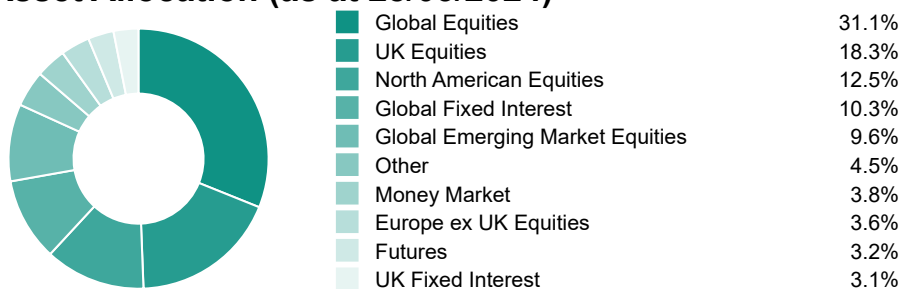 Global Equities 31.1%
UK Equities 18.3%
North American Equities 12.5%
Global Fixed Interest 10.3%
Global Emerging Market Equities 9.6%
Other 4.5%
Money Market 3.8%
Europe ex UK Equities 3.6%
Futures 3.2%
UK Fixed Interest 3.1%